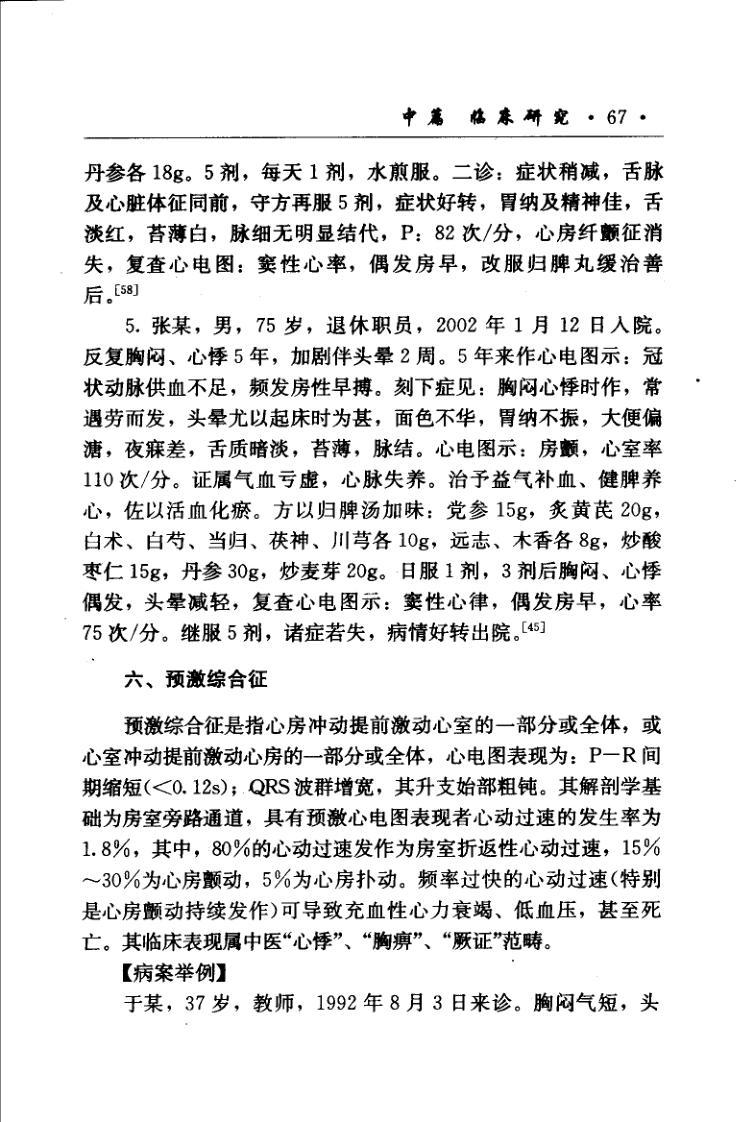 中篇 临床研究 · 67 ·
丹参各 18g。5 剂，每天 1 剂，水煎服。二诊：症状稍减，舌脉
及心脏体征同前，守方再服 5 剂，症状好转，胃纳及精神佳，舌
淡红，苔薄白，脉细无明显结代，P：82 次/分，心房纤颤征消
失，复查心电图：窦性心率，偶发房早，改服归脾丸缓治善
后。[58]
5. 张某，男，75 岁，退休职员，2002 年 1 月 12 日入院。
反复胸闷、心悸 5 年，加剧伴头晕 2 周。5 年来作心电图示：冠
状动脉供血不足，频发房性早搏。刻下症见：胸闷心悸时作，常
遇劳而发，头晕尤以起床时为甚，面色不华，胃纳不振，大便偏
溏，夜寐差，舌质暗淡，苔薄，脉结。心电图示：房颤，心室率
110 次/分。证属气血亏虚，心脉失养。治予益气补血、健脾养
心，佐以活血化瘀。方以归脾汤加味：党参 15g，炙黄芪 20g，
白术、白芍、当归、茯神、川芎各 10g，远志、木香各 8g，炒酸
枣仁 15g，丹参 30g，炒麦芽 20g。日服 1 剂，3 剂后胸闷、心悸
偶发，头晕减轻，复查心电图示：窦性心律，偶发房早，心率
75 次/分。继服 5 剂，诸症若失，病情好转出院。[45]
六、预激综合征
预激综合征是指心房冲动提前激动心室的一部分或全体，或
心室冲动提前激动心房的一部分或全体，心电图表现为：P－R 间
期缩短(＜0.12s)；QRS 波群增宽，其升支始部粗钝。其解剖学基
础为房室旁路通道，具有预激心电图表现者心动过速的发生率为
1.8%，其中，80%的心动过速发作为房室折返性心动过速，15%
～30%为心房颤动，5%为心房扑动。频率过快的心动过速(特别
是心房颤动持续发作)可导致充血性心力衰竭、低血压，甚至死
亡。其临床表现属中医“心悸”、“胸痹”、“厥证”范畴。
【病案举例】
于某，37 岁，教师，1992 年 8 月 3 日来诊。胸闷气短，头